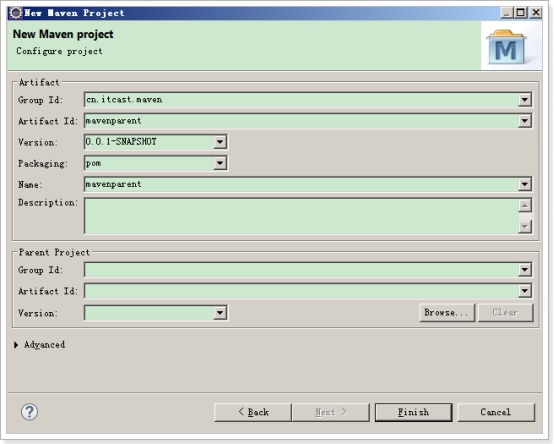 New Maven Project
New Maven project
Configure project
M
Artifact
Group Id: cn.itcast.maven
Artifact Id: mavenparent
Version: 0.0.1-SNAPSHOT
Packaging: pom
Name: mavenparent
Description:
Parent Project
Group Id:
Artifact Id:
Version: Browse... Clear
Advanced
? < Back Next > Finish Cancel